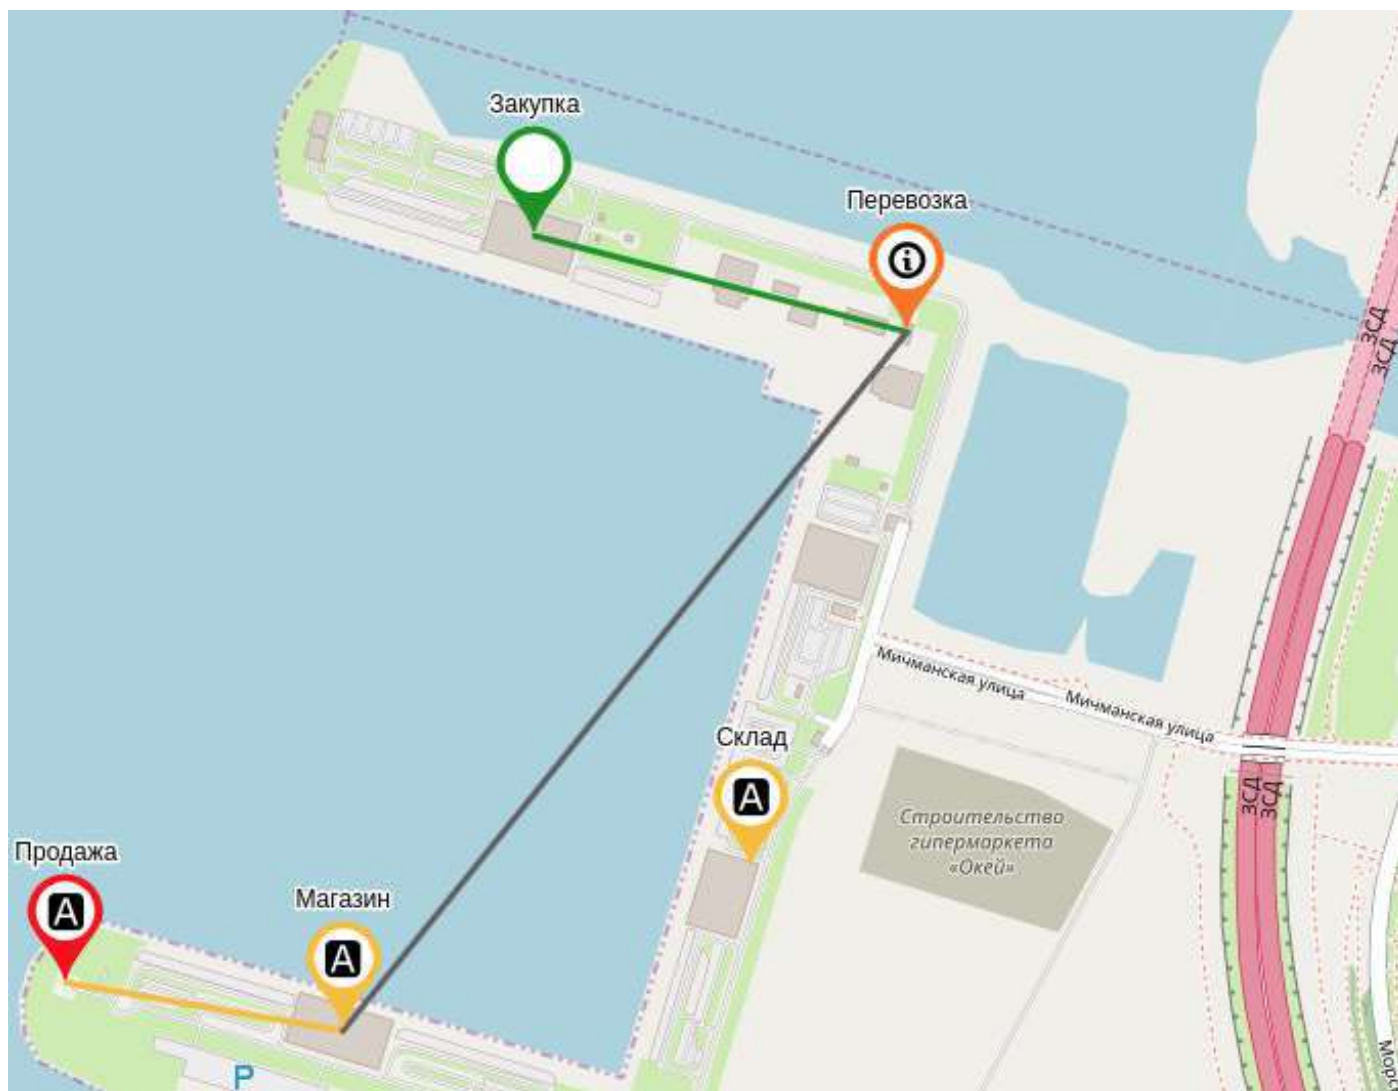 Закупка
Перевозка
i
ЗСД
ЗСД
Мичманская улица
Мичманская улица
Склад
A
Строительство
гипермаркета
«Окей»
ЗСД
ЗСД
Продажа
A
Магазин
A
P